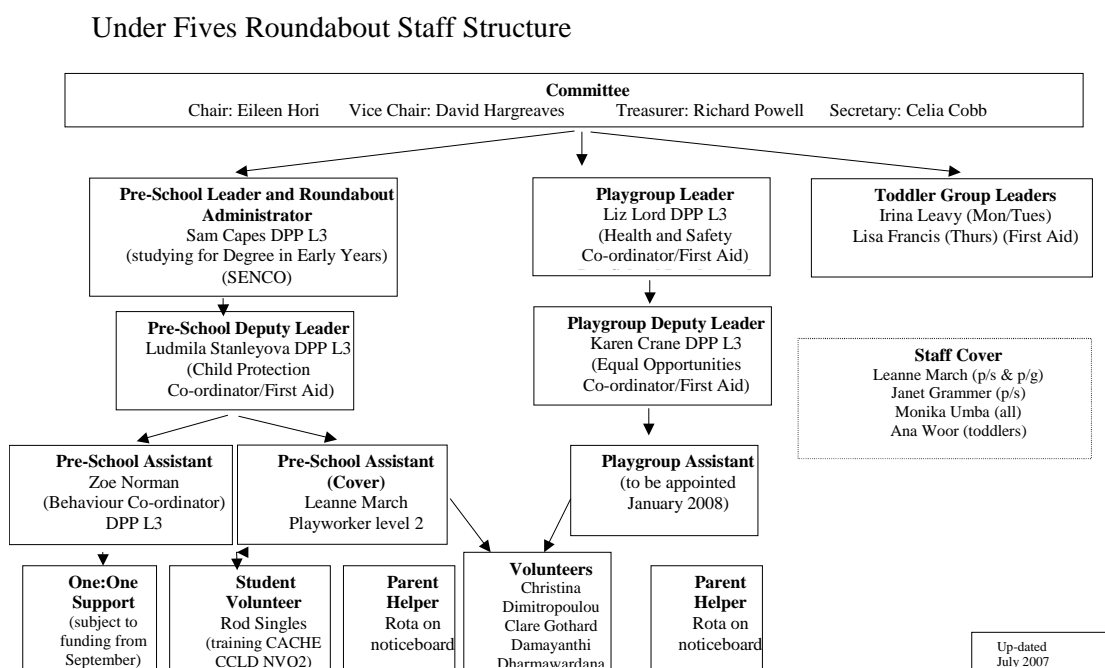 Under Fives Roundabout Staff Structure
Committee
Chair: Eileen Hori Vice Chair: David Hargreaves Treasurer: Richard Powell Secretary: Celia Cobb
Pre-School Leader and Roundabout
Administrator
Sam Capes DPP L3
(studying for Degree in Early Years)
(SENCO)
Playgroup Leader
Liz Lord DPP L3
(Health and Safety
Co-ordinator/First Aid)
Toddler Group Leaders
Irina Leavy (Mon/Tues)
Lisa Francis (Thurs) (First Aid)
Pre-School Deputy Leader
Ludmila Stanleyova DPP L3
(Child Protection
Co-ordinator/First Aid)
Playgroup Deputy Leader
Karen Crane DPP L3
(Equal Opportunities
Co-ordinator/First Aid)
Staff Cover
Leanne March (p/s & p/g)
Janet Grammer (p/s)
Monika Umba (all)
Ana Woor (toddlers)
Pre-School Assistant
Zoe Norman
(Behaviour Co-ordinator)
DPP L3
Pre-School Assistant
(Cover)
Leanne March
Playworker level 2
Playgroup Assistant
(to be appointed
January 2008)
One:One
Support
(subject to
funding from
September)
Student
Volunteer
Rod Singles
(training CACHE
CCLD NVQ2)
Parent
Helper
Rota on
noticeboard
Volunteers
Christina
Dimitropoulou
Clare Gothard
Damayanthi
Dharmawardana
Parent
Helper
Rota on
noticeboard
Up-dated
July 2007